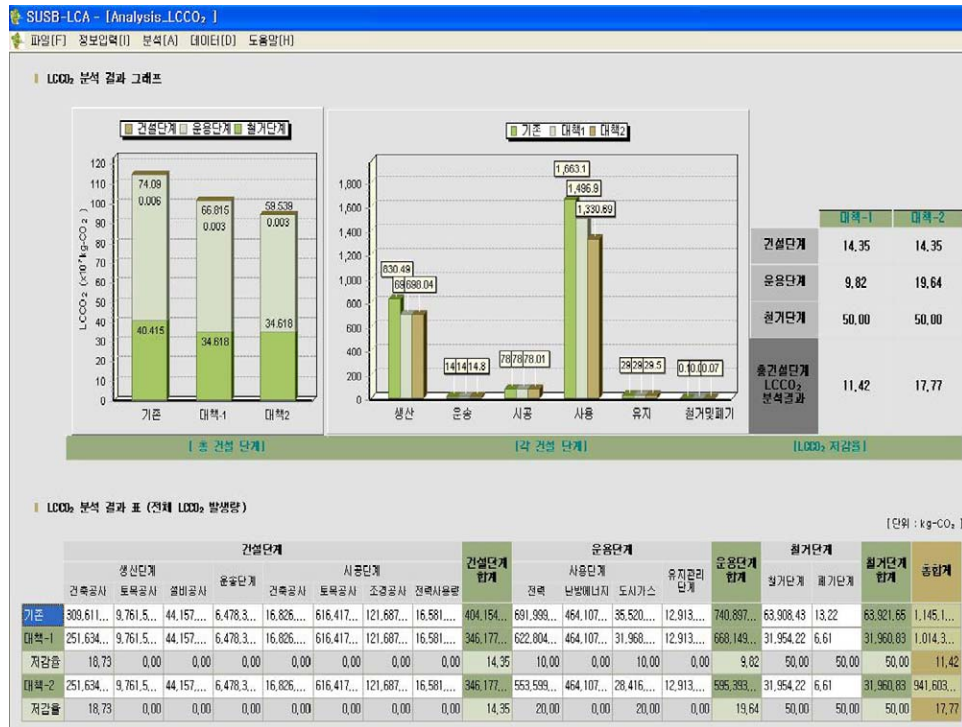 SUSB-LCA - [Analysis_LCCO₂ ]
파일[F] 정보입력[I] 분석[A] 데이터[D] 도움말[H]
LCCO₂ 분석 결과 그래프
건설단계 운용단계 철거단계
기존 대책1 대책2
LCCO₂ (x10⁷kg-CO₂)
120
110
100
90
80
70
60
50
40
30
20
10
0
74.09
0.006
40.415
66.815
0.003
34.618
59.539
0.003
34.618
기존 대책-1 대책2
1,800
1,600
1,400
1,200
1,000
800
600
400
200
0
830.49
698.04
14 14 14.8
78 78 78.01
1,663.1
1,496.9
1,330.69
29 29 29.5
0.1 0.0 0.07
생산 운송 시공 사용 유지 철거및폐기
대책-1 대책-2
건설단계 14.35 14.35
운용단계 9.82 19.64
철거단계 50.00 50.00
총건설단계
LCCO₂
분석결과
11.42 17.77
[ 총 건설 단계]
[각 건설 단계]
[LCCO₂ 저감율]
LCCO₂ 분석 결과 표 (전체 LCCO₂ 발생량)
[단위 : kg-CO₂ ]
건설단계 건설단계 합계 운용단계 운용단계 합계 철거단계 철거단계 합계 총합계
생산단계 운송단계 시공단계 사용단계 유지관리 단계 철거단계 폐기단계
건축공사 토목공사 설비공사 건축공사 토목공사 조경공사 전력사용량 전력 난방에너지 도시가스
기존 309,611,... 9,761,5... 44,157,... 6,478,3... 16,826,... 616,417... 121,687,... 16,581,... 404,154... 691,999,... 464,107... 35,520,... 12,913,... 740,897... 63,908.43 13.22 63,921.65 1,145,1...
대책-1 251,634,... 9,761,5... 44,157,... 6,478,3... 16,826,... 616,417... 121,687,... 16,581,... 346,177... 622,804,... 464,107... 31,968,... 12,913,... 668,149... 31,954.22 6.61 31,960.83 1,014,3...
저감율 18.73 0.00 0.00 0.00 0.00 0.00 0.00 0.00 14.35 10.00 0.00 10.00 0.00 9.82 50.00 50.00 50.00 11.42
대책-2 251,634,... 9,761,5... 44,157,... 6,478,3... 16,826,... 616,417... 121,687,... 16,581,... 346,177... 553,599,... 464,107... 28,416,... 12,913,... 595,393,... 31,954.22 6.61 31,960.83 941,603,...
저감율 18.73 0.00 0.00 0.00 0.00 0.00 0.00 0.00 14.35 20.00 0.00 20.00 0.00 19.64 50.00 50.00 50.00 17.77